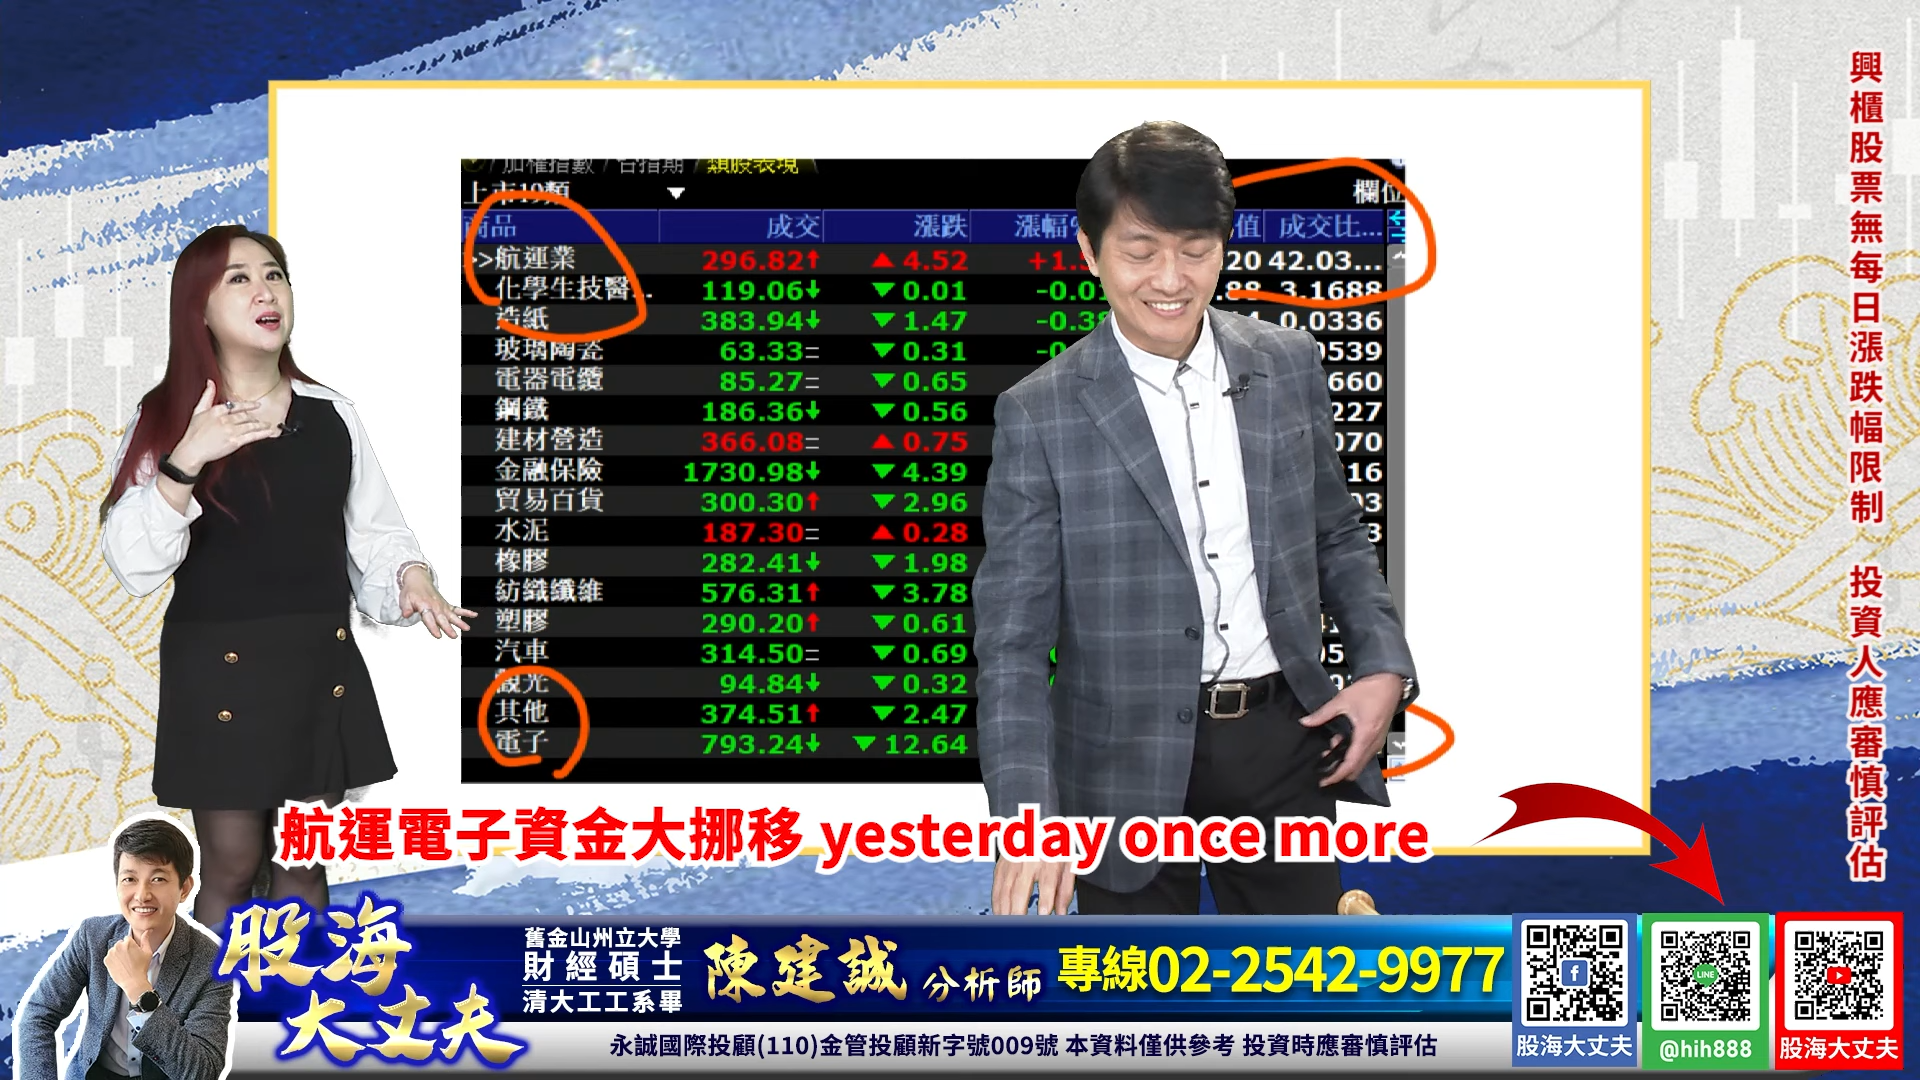 加權指數 台指期 類股表現
上市19類 欄位
商品 成交 漲跌 漲幅% 值 成交比...
>>航運業 296.82↑ ▲4.52 20 42.03...
化學生技醫... 119.06↓ ▼0.01 -0.01 .88 3.1688
造紙 383.94↓ ▼1.47 -0.38 0.0336
玻璃陶瓷 63.33= ▼0.31
電器電纜 85.27= ▼0.65 660
鋼鐵 186.36↓ ▼0.56 227
建材營造 366.08= ▲0.75 070
金融保險 1730.98↓ ▼4.39 16
貿易百貨 300.30↑ ▼2.96
水泥 187.30= ▲0.28
橡膠 282.41↓ ▼1.98
紡織纖維 576.31↑ ▼3.78
塑膠 290.20↑ ▼0.61
汽車 314.50= ▼0.69
觀光 94.84↓ ▼0.32
其他 374.51↑ ▼2.47
電子 793.24↓ ▼12.64
興櫃股票無每日漲跌幅限制 投資人應審慎評估
航運電子資金大挪移 yesterday once more
股海
大丈夫
舊金山州立大學
財經碩士
清大工工系畢
陳建誠 分析師
專線02-2542-9977
永誠國際投顧(110)金管投顧新字號009號 本資料僅供參考 投資時應審慎評估
f
股海大丈夫
LINE
@hih888
股海大丈夫